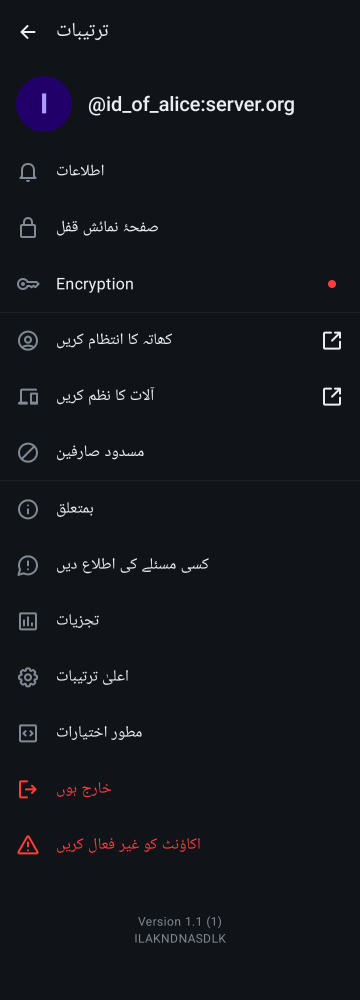 ترتیبات
I
@id_of_alice:server.org
اطلاعات
صفحۂ نمائش قفل
Encryption
کھاتہ کا انتظام کریں
آلات کا نظم کریں
مسدود صارفین
بمتعلق
کسی مسئلے کی اطلاع دیں
تجزیات
اعلیٰ ترتیبات
مطور اختیارات
خارج ہوں
اکاؤنٹ کو غیر فعال کریں
Version 1.1 (1)
ILAKNDNASDLK